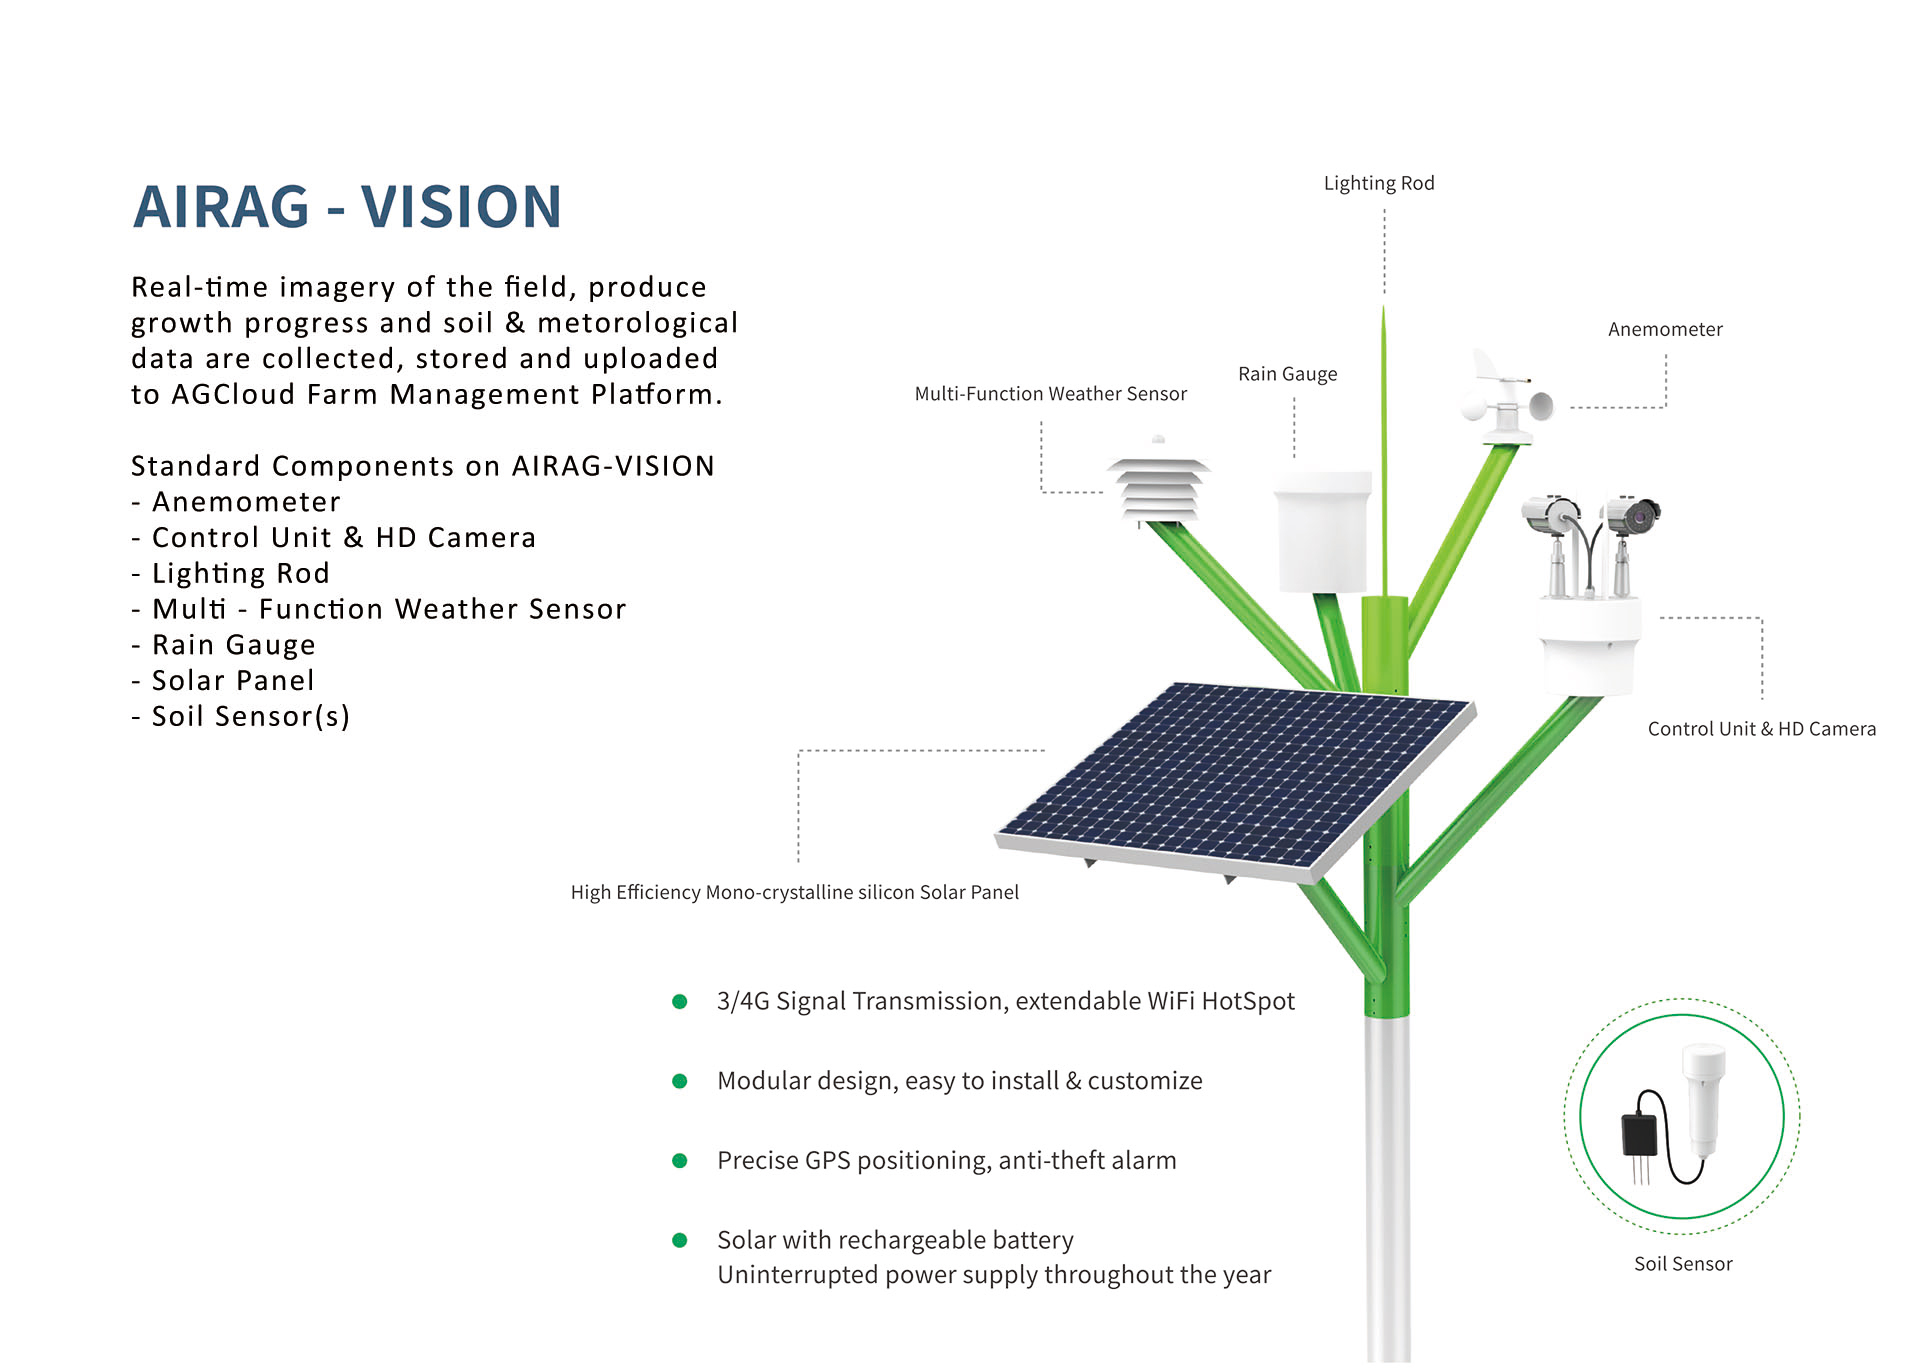 AIRAG - VISION
Real-time imagery of the field, produce
growth progress and soil & metorological
data are collected, stored and uploaded
to AGCloud Farm Management Platform.
Standard Components on AIRAG-VISION
- Anemometer
- Control Unit & HD Camera
- Lighting Rod
- Multi - Function Weather Sensor
- Rain Gauge
- Solar Panel
- Soil Sensor(s)
Lighting Rod
Anemometer
Rain Gauge
Multi-Function Weather Sensor
Control Unit & HD Camera
High Efficiency Mono-crystalline silicon Solar Panel
3/4G Signal Transmission, extendable WiFi HotSpot
Modular design, easy to install & customize
Precise GPS positioning, anti-theft alarm
Solar with rechargeable battery
Uninterrupted power supply throughout the year
Soil Sensor